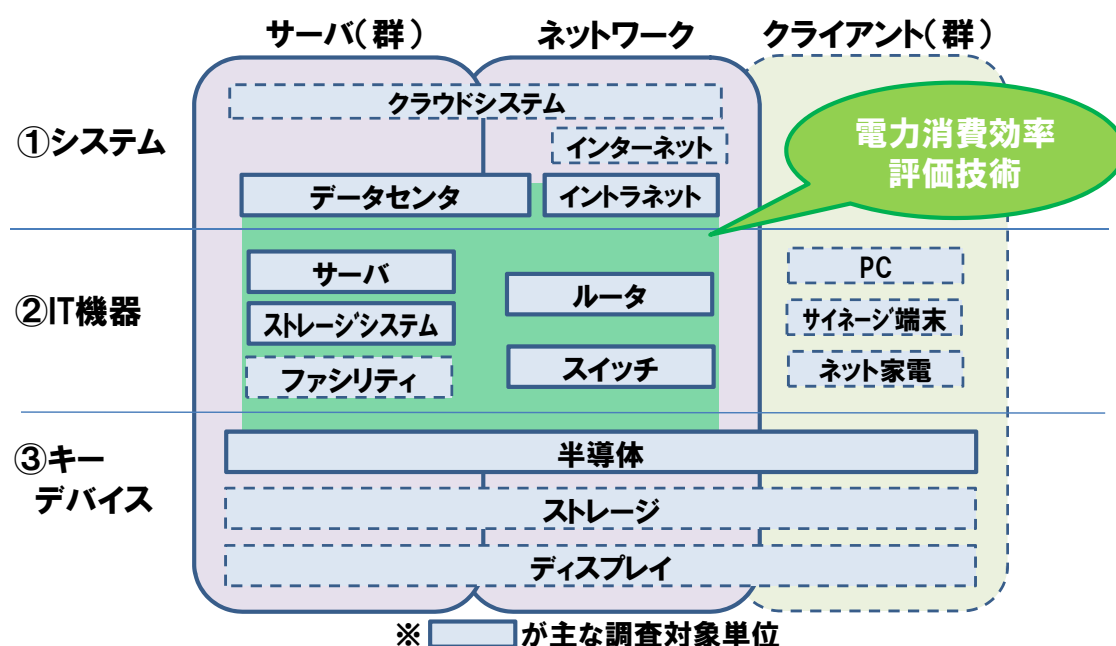 サーバ(群) ネットワーク クライアント(群)
クラウドシステム
①システム
インターネット
電力消費効率
評価技術
データセンタ イントラネット
サーバ
PC
②IT機器
ルータ
ストレージシステム
サイネージ端末
ファシリティ
スイッチ
ネット家電
③キー
デバイス
半導体
ストレージ
ディスプレイ
※ が主な調査対象単位